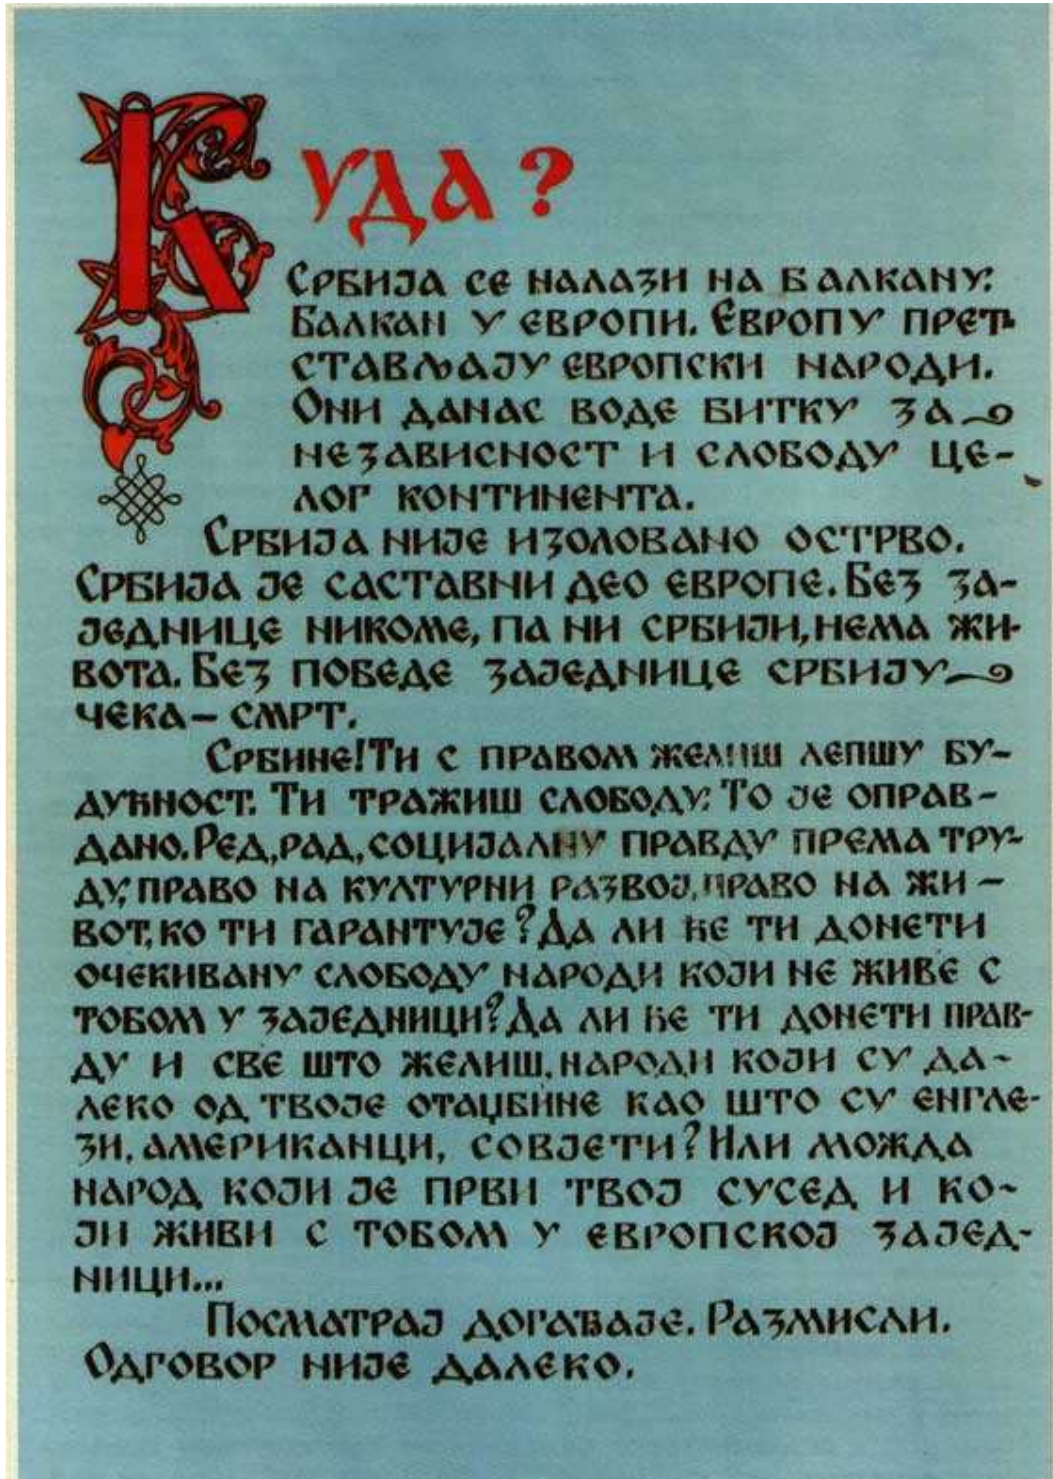 Куда?
Србија се налази на Балкану.
Балкан у европи. Европу прет-
стављају европски народи.
Они данас воде битку за
независност и слободу це-
лог континента.
Србија није изоловано острво.
Србија је саставни део европе. Без за-
једнице никоме, па ни србији, нема жи-
вота. Без победе заједнице србију
чека – смрт.
Србине! Ти с правом желиш лепшу бу-
дућност. Ти тражиш слободу. То је оправ-
дано. Ред, рад, социјалну правду према тру-
ду, право на културни развој, право на жи-
вот, ко ти гарантује? Да ли ће ти донети
очекивану слободу народи који не живе с
тобом у заједници? Да ли ће ти донети прав-
ду и све што желиш, народи који су да-
леко од твоје отаџбине као што су енгле-
зи, американци, совјети? Или можда
народ који је први твој сусед и ко-
ји живи с тобом у европској зајед-
ници...
Посматрај догађаје. Размисли.
Одговор није далеко.